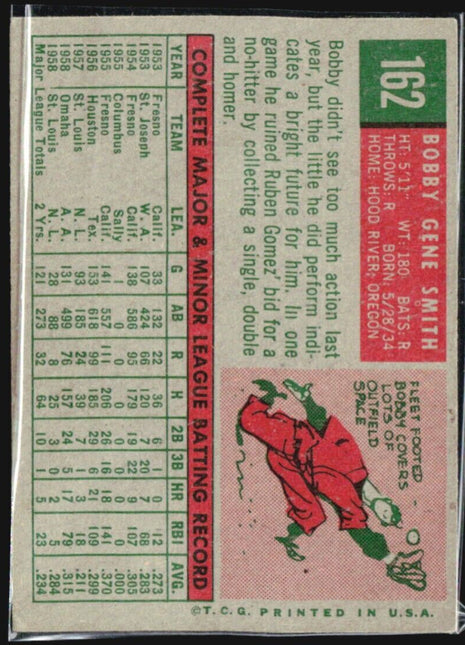 162
BOBBY GENE SMITH
HT: 5'11" WT: 180 BATS: R
THROWS: R BORN: 5/28/34
HOME: HOOD RIVER, OREGON
Bobby didn't see too much action last
year, but the little he did perform indi-
cates a bright future for him. In one
game he ruined Ruben Gomez' bid for a
no-hitter by collecting a single, double
and homer.
FLEET FOOTED
BOBBY COVERS
LOTS OF
OUTFIELD
SPACE
COMPLETE MAJOR & MINOR LEAGUE BATTING RECORD
YEAR TEAM LEA. G AB R H 2B 3B HR RBI AVG.
1953 Fresno Calif. 33 132 22 36 6 1 0 12 .273
1953 St. Joseph W. A. 107 424 66 120 20 7 68 .283
1954 Fresno Calif. 138 586 95 179 22 9 107 .305
1955 Columbus Sally 1 1 0 0 0 0 0 0 .000
1955 Fresno Calif. 141 557 118 206 26 16 18 141 .370
1956 Houston Tex. 153 618 99 185 29 6 21 109 .299
1957 St. Louis N. L. 93 185 24 39 7 1 3 18 .211
1958 Omaha A. A. 131 499 76 157 24 5 17 79 .315
1958 St. Louis N. L. 28 88 8 25 3 0 2 5 .284
Major League Totals 2 Yrs. 121 273 32 64 10 1 5 23 .234
©T.C.G. PRINTED IN U.S.A.